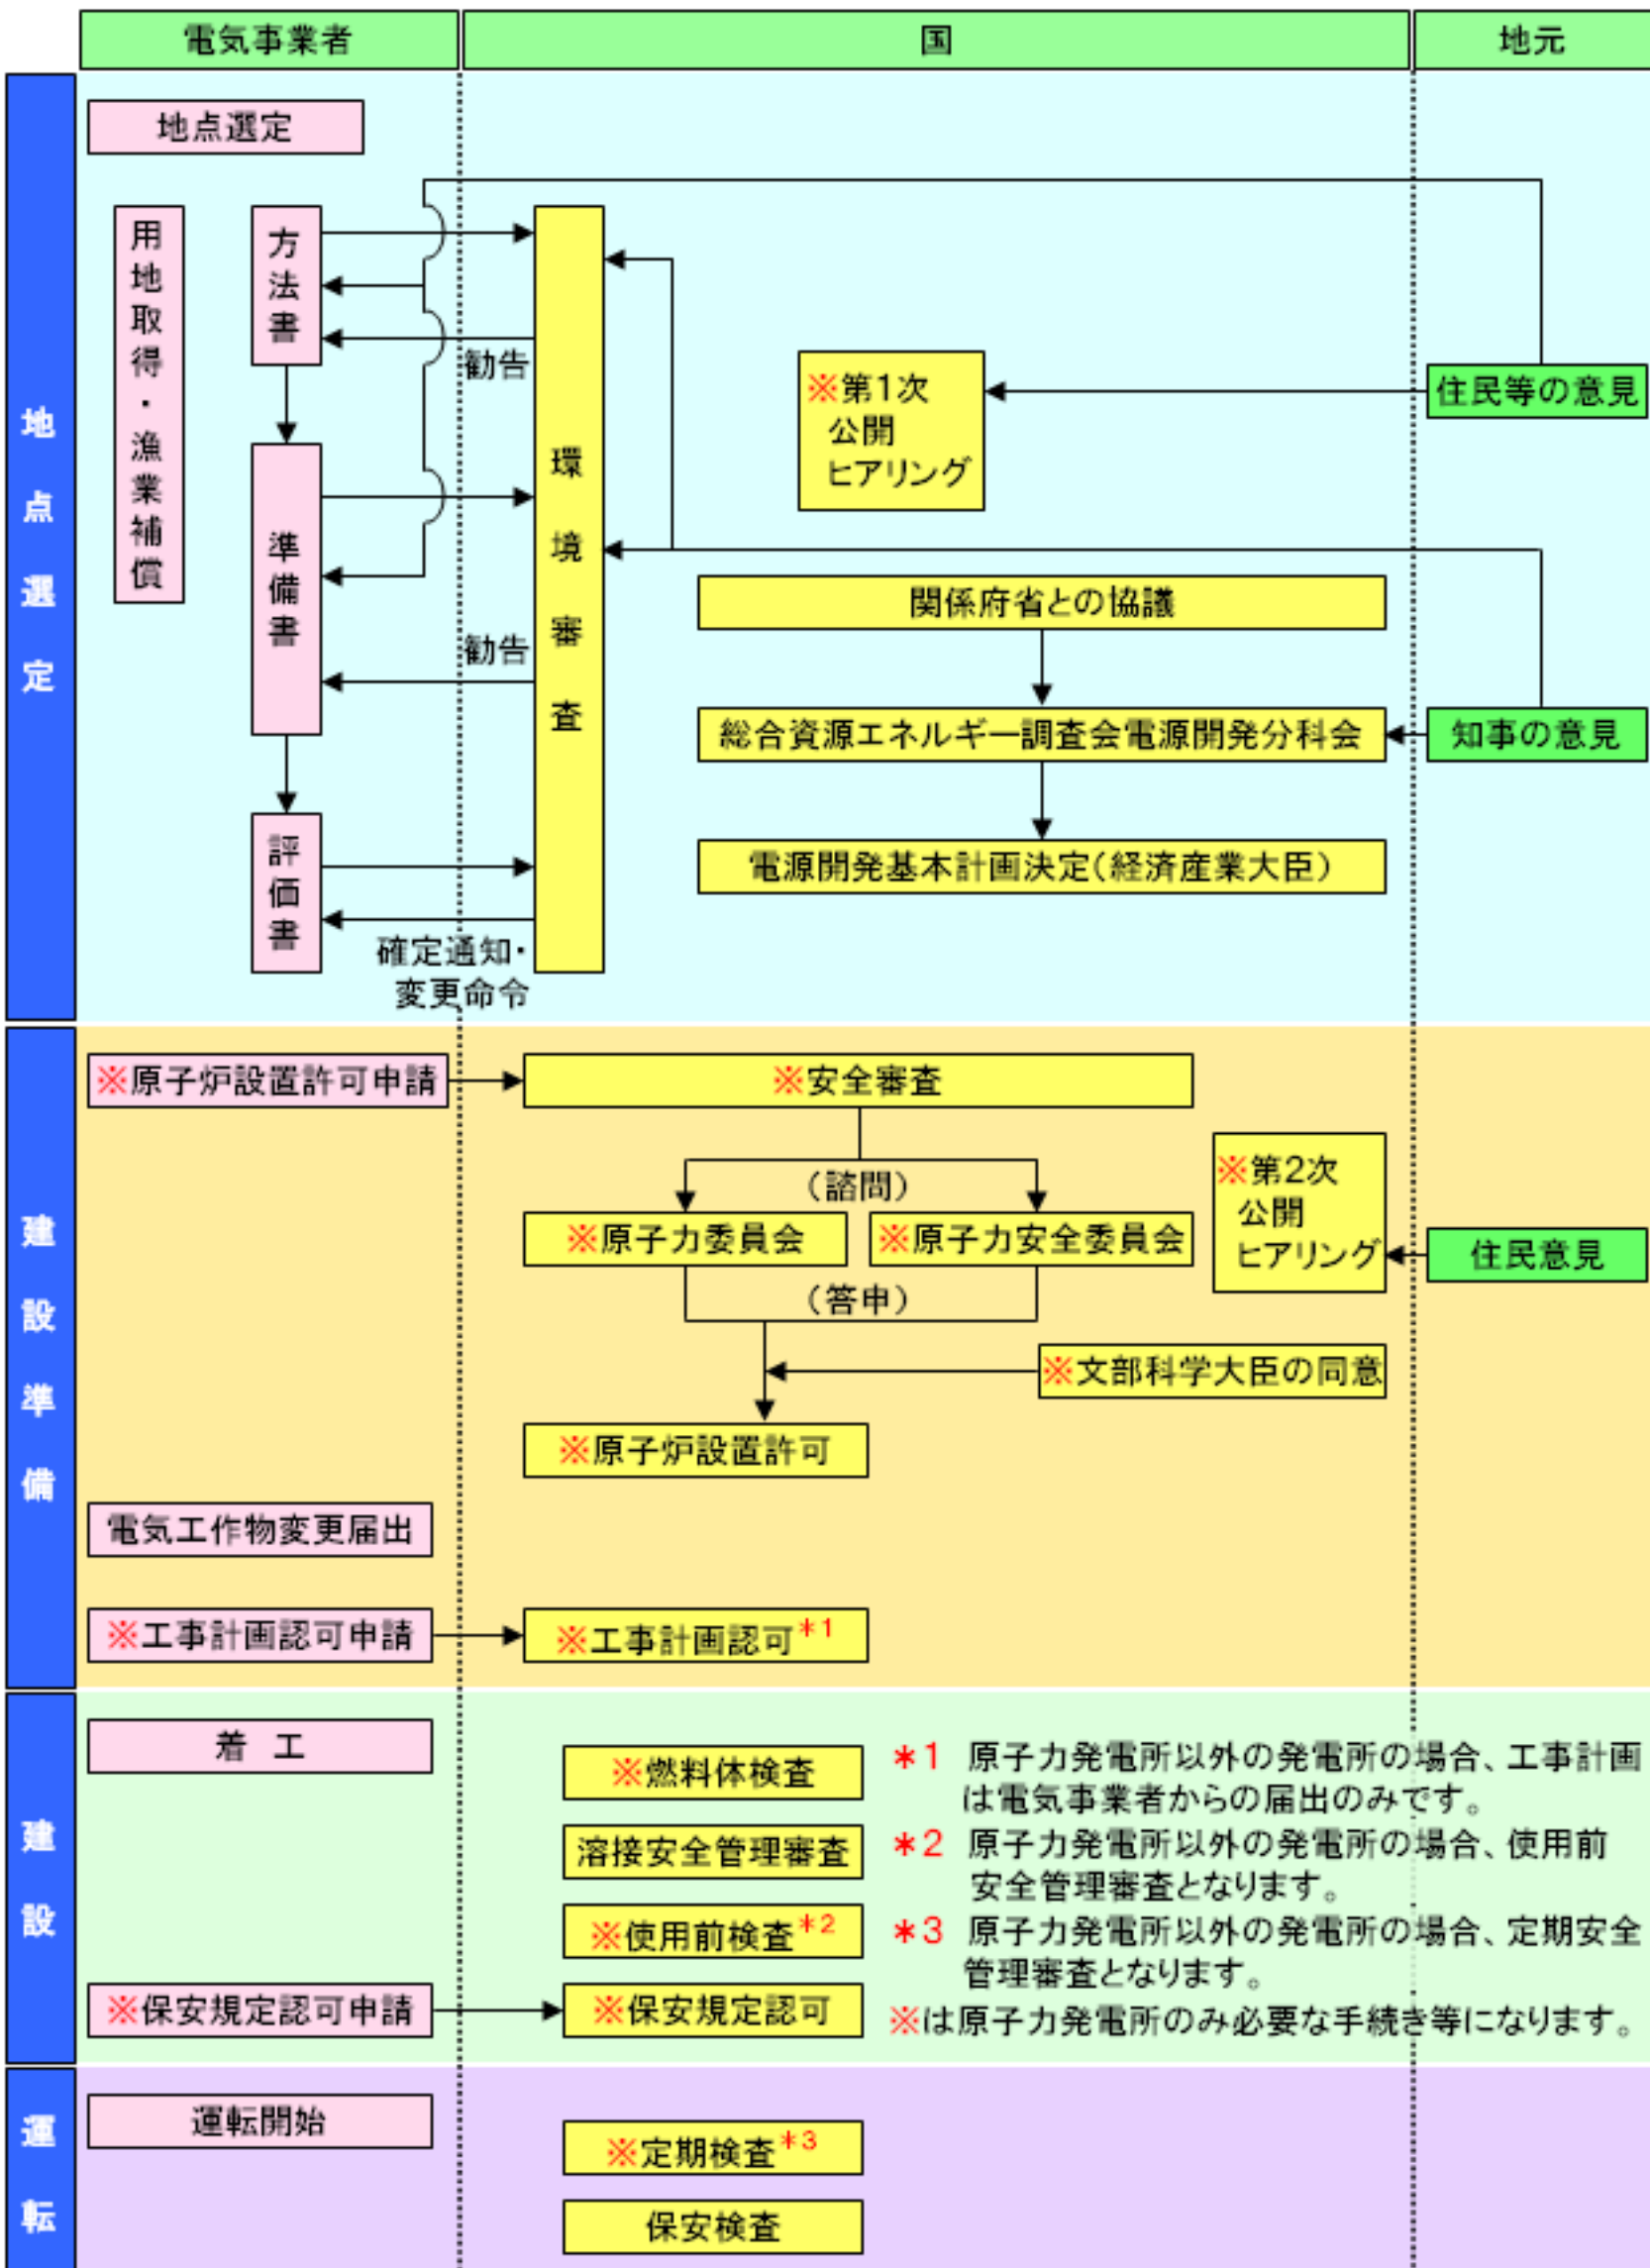 電気事業者
国
地元
地点選定
地点選定
用地取得・漁業補償
方法書
勧告
※第1次
公開
ヒアリング
住民等の意見
環境審査
準備書
関係府省との協議
勧告
総合資源エネルギー調査会電源開発分科会
知事の意見
評価書
電源開発基本計画決定(経済産業大臣)
確定通知・
変更命令
建設準備
※原子炉設置許可申請
※安全審査
(諮問)
※原子力委員会
※原子力安全委員会
※第2次
公開
ヒアリング
住民意見
(答申)
※文部科学大臣の同意
※原子炉設置許可
電気工作物変更届出
※工事計画認可申請
※工事計画認可*1
建設
着 工
※燃料体検査
溶接安全管理審査
※使用前検査*2
※保安規定認可申請
※保安規定認可
*1 原子力発電所以外の発電所の場合、工事計画
は電気事業者からの届出のみです。
*2 原子力発電所以外の発電所の場合、使用前
安全管理審査となります。
*3 原子力発電所以外の発電所の場合、定期安全
管理審査となります。
※は原子力発電所のみ必要な手続き等になります。
運転
運転開始
※定期検査*3
保安検査